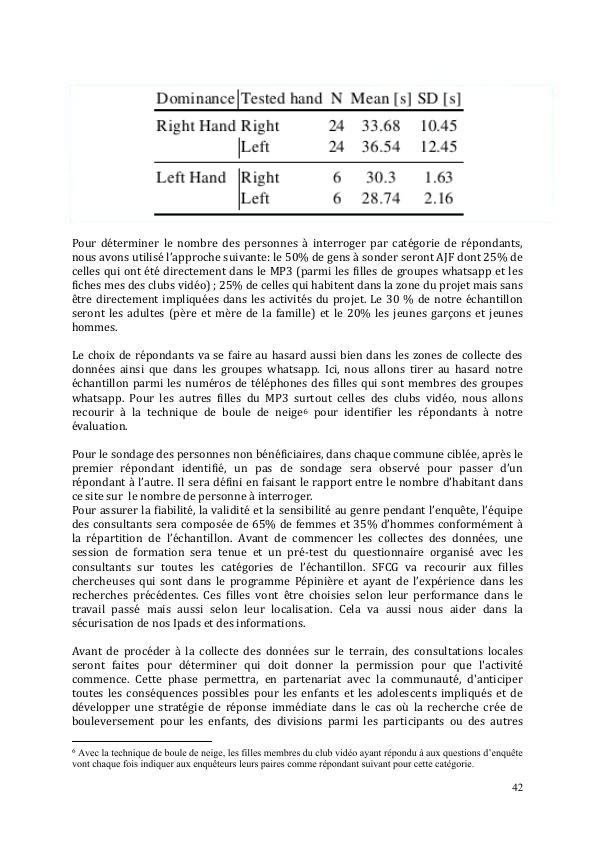 Dominance Tested hand N Mean [s] SD [s]
Right Hand Right 24 33.68 10.45
Left 24 36.54 12.45
Left Hand Right 6 30.3 1.63
Left 6 28.74 2.16
Pour déterminer le nombre des personnes à interroger par catégorie de répondants,
nous avons utilisé l'approche suivante: le 50% de gens à sonder seront AJF dont 25% de
celles qui ont été directement dans le MP3 (parmi les filles de groupes whatsapp et les
fiches mes des clubs vidéo) ; 25% de celles qui habitent dans la zone du projet mais sans
être directement impliquées dans les activités du projet. Le 30 % de notre échantillon
seront les adultes (père et mère de la famille) et le 20% les jeunes garçons et jeunes
hommes.
Le choix de répondants va se faire au hasard aussi bien dans les zones de collecte des
données ainsi que dans les groupes whatsapp. Ici, nous allons tirer au hasard notre
échantillon parmi les numéros de téléphones des filles qui sont membres des groupes
whatsapp. Pour les autres filles du MP3 surtout celles des clubs vidéo, nous allons
recourir à la technique de boule de neige6 pour identifier les répondants à notre
évaluation.
Pour le sondage des personnes non bénéficiaires, dans chaque commune ciblée, après le
premier répondant identifié, un pas de sondage sera observé pour passer d'un
répondant à l'autre. Il sera défini en faisant le rapport entre le nombre d'habitant dans
ce site sur le nombre de personne à interroger.
Pour assurer la fiabilité, la validité et la sensibilité au genre pendant l'enquête, l'équipe
des consultants sera composée de 65% de femmes et 35% d'hommes conformément à
la répartition de l'échantillon. Avant de commencer les collectes des données, une
session de formation sera tenue et un pré-test du questionnaire organisé avec les
consultants sur toutes les catégories de l'échantillon. SFCG va recourir aux filles
chercheuses qui sont dans le programme Pépinière et ayant de l'expérience dans les
recherches précédentes. Ces filles vont être choisies selon leur performance dans le
travail passé mais aussi selon leur localisation. Cela va aussi nous aider dans la
sécurisation de nos Ipads et des informations.
Avant de procéder à la collecte des données sur le terrain, des consultations locales
seront faites pour déterminer qui doit donner la permission pour que l'activité
commence. Cette phase permettra, en partenariat avec la communauté, d'anticiper
toutes les conséquences possibles pour les enfants et les adolescents impliqués et de
développer une stratégie de réponse immédiate dans le cas où la recherche crée de
bouleversement pour les enfants, des divisions parmi les participants ou des autres
6 Avec la technique de boule de neige, les filles membres du club vidéo ayant répondu à aux questions d'enquête
vont chaque fois indiquer aux enquêteurs leurs paires comme répondant suivant pour cette catégorie.
42